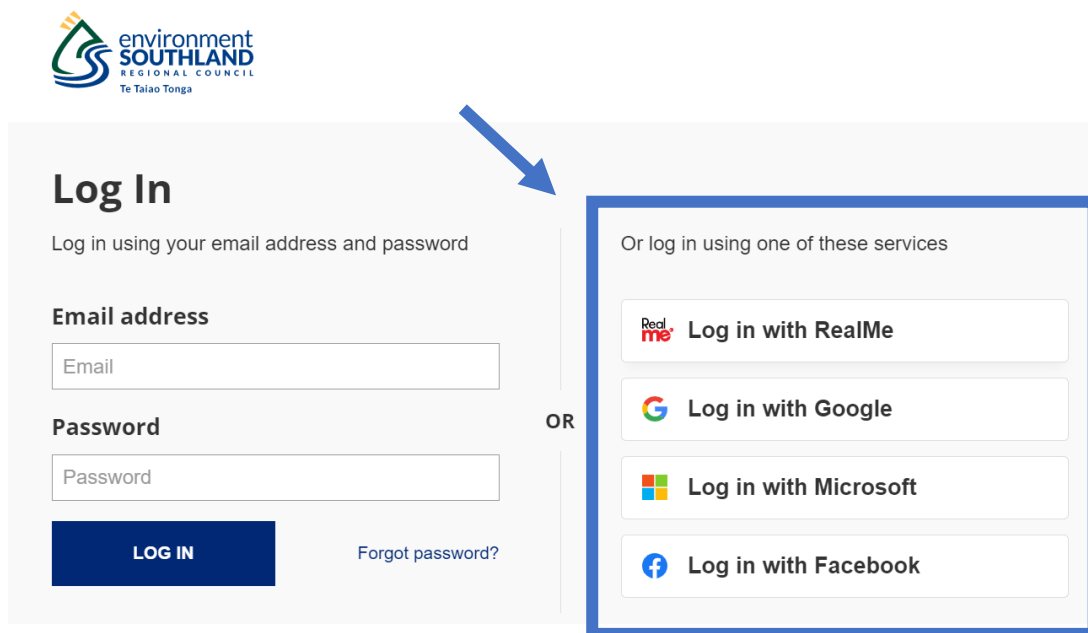 environment
SOUTHLAND
REGIONAL COUNCIL
Te Taiao Tonga
Log In
Log in using your email address and password
Email address
Email
Password
Password
LOG IN
Forgot password?
OR
Or log in using one of these services
Real me Log in with RealMe
Log in with Google
Log in with Microsoft
Log in with Facebook